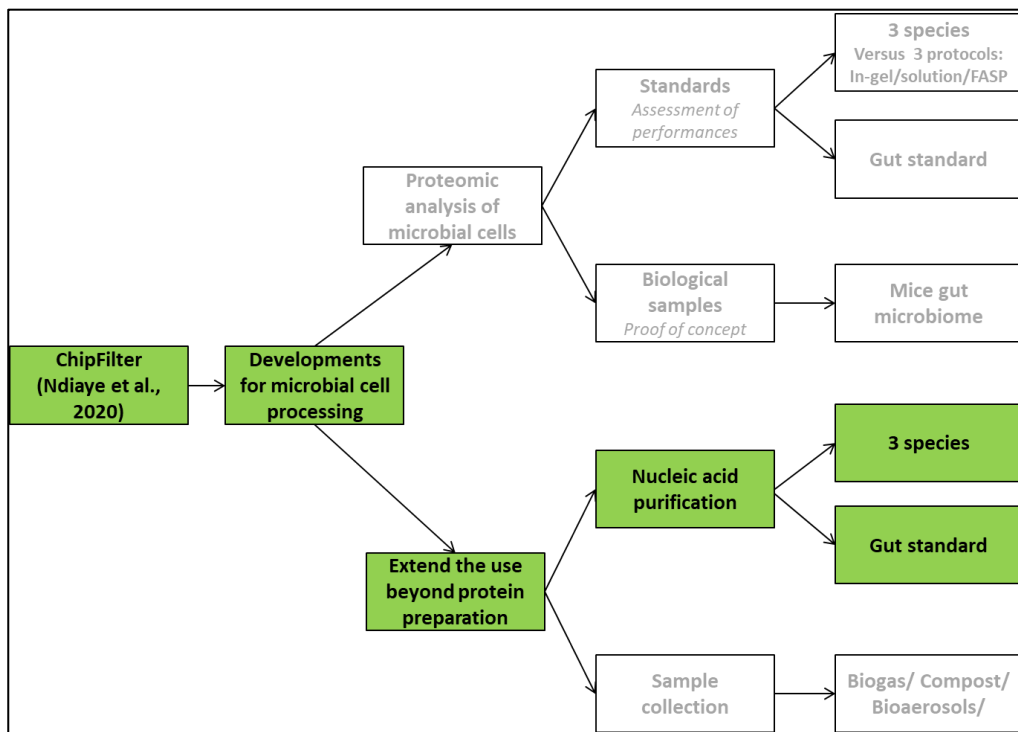 3 species
Versus 3 protocols:
In-gel/solution/FASP
Standards
Assessment of
performances
Gut standard
Proteomic
analysis of
microbial cells
Biological
samples
Proof of concept
Mice gut
microbiome
ChipFilter
(Ndiaye et al.,
2020)
Developments
for microbial cell
processing
3 species
Nucleic acid
purification
Gut standard
Extend the use
beyond protein
preparation
Sample
collection
Biogas/ Compost/
Bioaerosols/